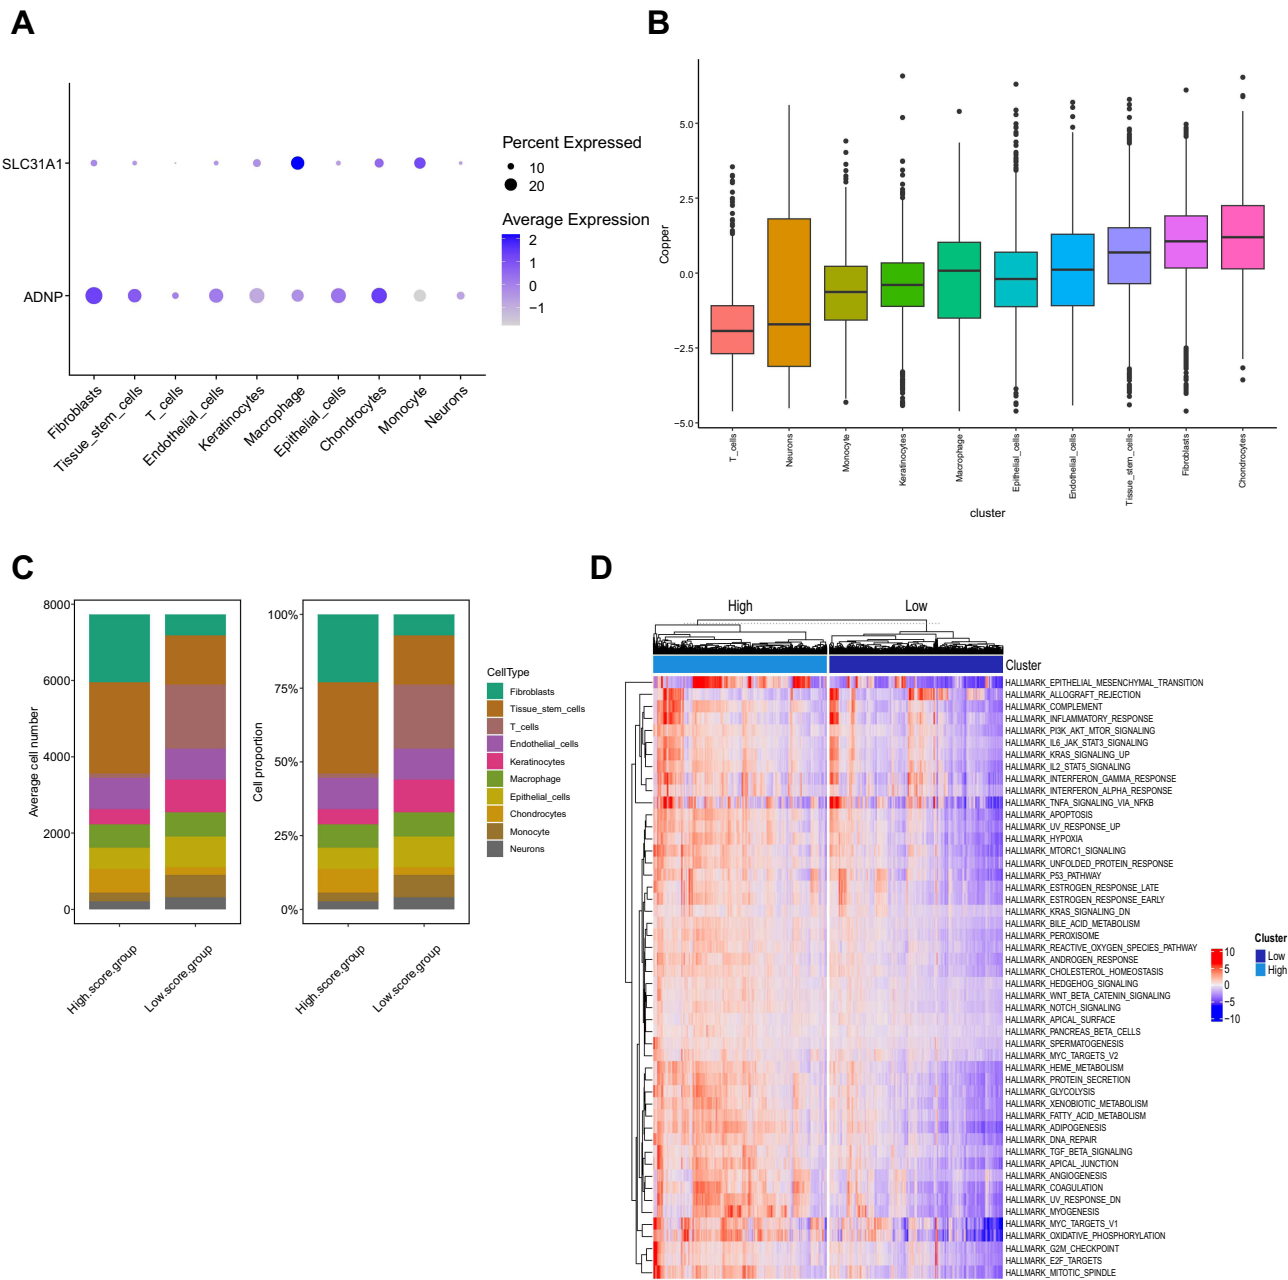 A
SLC31A1
ADNP
Fibroblasts
Tissue_stem_cells
T_cells
Endothelial_cells
Keratinocytes
Macrophage
Epithelial_cells
Chondrocytes
Monocyte
Neurons
Percent Expressed
10
20
Average Expression
2
1
0
−1
B
Copper
5.0
2.5
0.0
−2.5
−5.0
T_cells
Neurons
Monocyte
Keratinocytes
Macrophage
Epithelial_cells
Endothelial_cells
Tissue_stem_cells
Fibroblasts
Chondrocytes
cluster
C
Average cell number
8000
6000
4000
2000
0
High.score.group
Low.score.group
Cell proportion
100%
75%
50%
25%
0%
High.score.group
Low.score.group
CellType
Fibroblasts
Tissue_stem_cells
T_cells
Endothelial_cells
Keratinocytes
Macrophage
Epithelial_cells
Chondrocytes
Monocyte
Neurons
D
High
Low
Cluster
HALLMARK_EPITHELIAL_MESENCHYMAL_TRANSITION
HALLMARK_ALLOGRAFT_REJECTION
HALLMARK_COMPLEMENT
HALLMARK_INFLAMMATORY_RESPONSE
HALLMARK_PI3K_AKT_MTOR_SIGNALING
HALLMARK_IL6_JAK_STAT3_SIGNALING
HALLMARK_KRAS_SIGNALING_UP
HALLMARK_IL2_STAT5_SIGNALING
HALLMARK_INTERFERON_GAMMA_RESPONSE
HALLMARK_INTERFERON_ALPHA_RESPONSE
HALLMARK_TNFA_SIGNALING_VIA_NFKB
HALLMARK_APOPTOSIS
HALLMARK_UV_RESPONSE_UP
HALLMARK_HYPOXIA
HALLMARK_MTORC1_SIGNALING
HALLMARK_UNFOLDED_PROTEIN_RESPONSE
HALLMARK_P53_PATHWAY
HALLMARK_ESTROGEN_RESPONSE_LATE
HALLMARK_ESTROGEN_RESPONSE_EARLY
HALLMARK_KRAS_SIGNALING_DN
HALLMARK_BILE_ACID_METABOLISM
HALLMARK_PEROXISOME
HALLMARK_REACTIVE_OXYGEN_SPECIES_PATHWAY
HALLMARK_ANDROGEN_RESPONSE
HALLMARK_CHOLESTEROL_HOMEOSTASIS
HALLMARK_HEDGEHOG_SIGNALING
HALLMARK_WNT_BETA_CATENIN_SIGNALING
HALLMARK_NOTCH_SIGNALING
HALLMARK_APICAL_SURFACE
HALLMARK_PANCREAS_BETA_CELLS
HALLMARK_SPERMATOGENESIS
HALLMARK_MYC_TARGETS_V2
HALLMARK_HEME_METABOLISM
HALLMARK_PROTEIN_SECRETION
HALLMARK_GLYCOLYSIS
HALLMARK_XENOBIOTIC_METABOLISM
HALLMARK_FATTY_ACID_METABOLISM
HALLMARK_ADIPOGENESIS
HALLMARK_DNA_REPAIR
HALLMARK_TGF_BETA_SIGNALING
HALLMARK_APICAL_JUNCTION
HALLMARK_ANGIOGENESIS
HALLMARK_COAGULATION
HALLMARK_UV_RESPONSE_DN
HALLMARK_MYOGENESIS
HALLMARK_MYC_TARGETS_V1
HALLMARK_OXIDATIVE_PHOSPHORYLATION
HALLMARK_G2M_CHECKPOINT
HALLMARK_E2F_TARGETS
HALLMARK_MITOTIC_SPINDLE
10
5
0
−5
−10
Cluster
Low
High